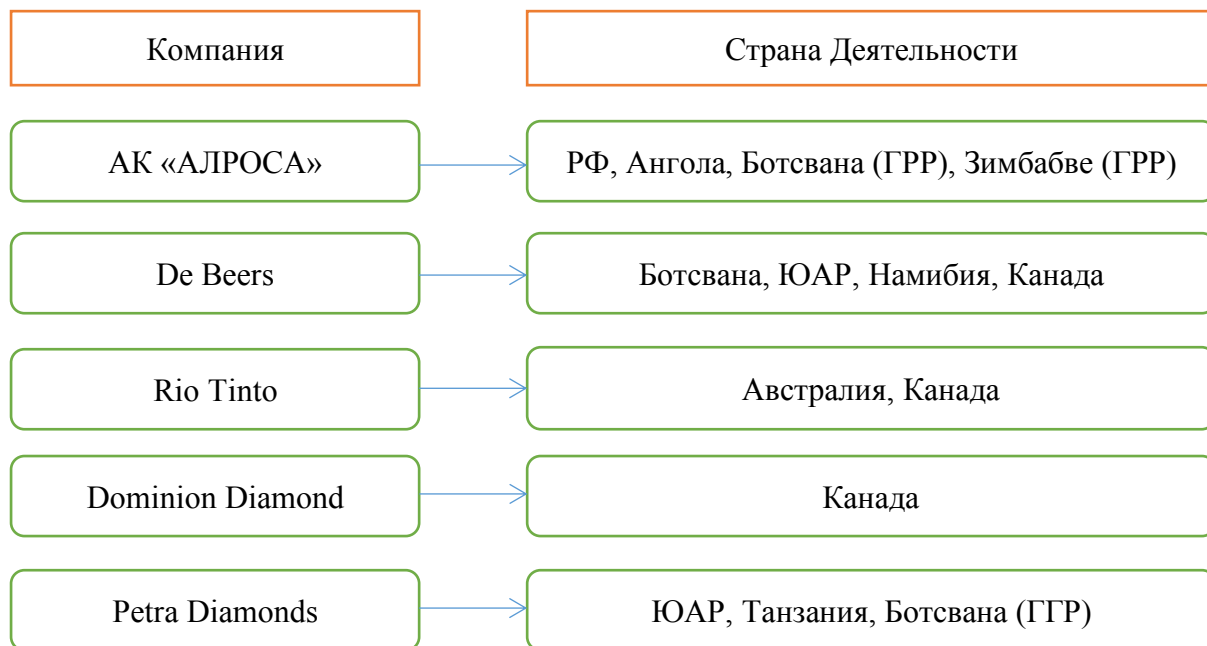 Компания
Страна Деятельности
АК «АЛРОСА»
РФ, Ангола, Ботсвана (ГРР), Зимбабве (ГРР)
De Beers
Ботсвана, ЮАР, Намибия, Канада
Rio Tinto
Австралия, Канада
Dominion Diamond
Канада
Petra Diamonds
ЮАР, Танзания, Ботсвана (ГГР)